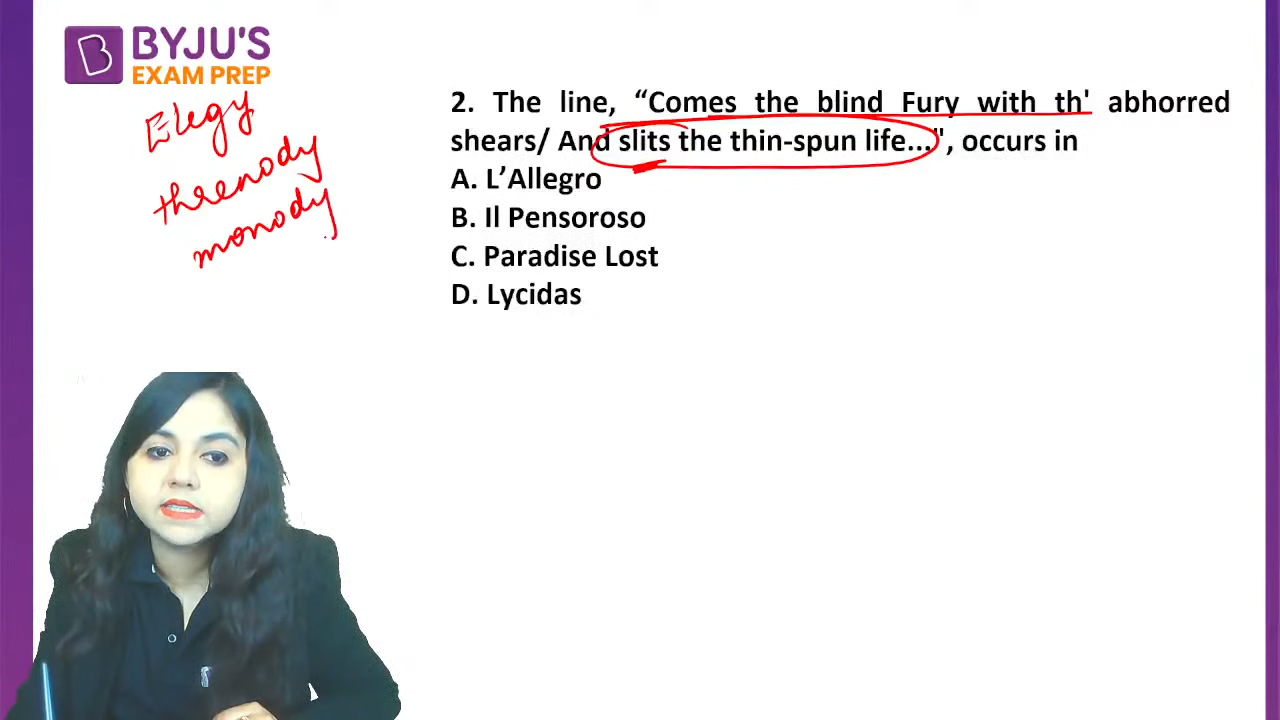 BYJU'S
EXAM PREP
Elegy
threnody
monody
2. The line, “Comes the blind Fury with th' abhorred
shears/ And slits the thin-spun life...", occurs in
A. L’Allegro
B. Il Pensoroso
C. Paradise Lost
D. Lycidas